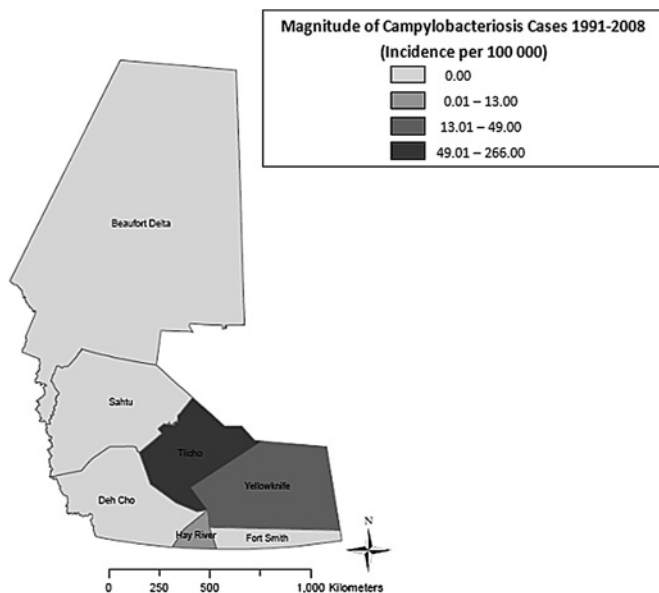 Magnitude of Campylobacteriosis Cases 1991-2008
(Incidence per 100 000)
0.00
0.01 – 13.00
13.01 – 49.00
49.01 – 266.00
Beaufort Delta
Sahtu
Tlicho
Deh Cho
Yellowknife
Hay River
Fort Smith
N
0 250 500 1,000 Kilometers